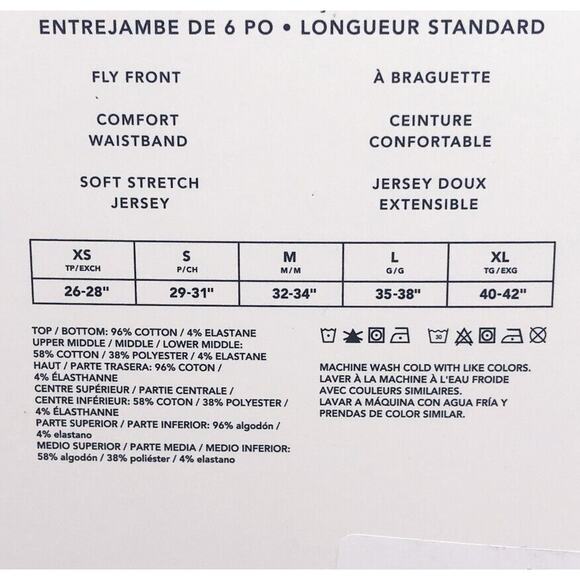 ENTREJAMBE DE 6 PO • LONGUEUR STANDARD
FLY FRONT
À BRAGUETTE
COMFORT
WAISTBAND
CEINTURE
CONFORTABLE
SOFT STRETCH
JERSEY
JERSEY DOUX
EXTENSIBLE
XS S M L XL
TP/EXCH P/CH M/M G/G TG/EXG
26-28" 29-31" 32-34" 35-38" 40-42"
TOP / BOTTOM: 96% COTTON / 4% ELASTANE
UPPER MIDDLE / MIDDLE / LOWER MIDDLE:
58% COTTON / 38% POLYESTER / 4% ELASTANE
HAUT / PARTE TRASERA: 96% COTON /
4% ÉLASTHANNE
CENTRE SUPÉRIEUR / PARTIE CENTRALE /
CENTRE INFÉRIEUR: 58% COTON / 38% POLYESTER /
4% ÉLASTHANNE
PARTE SUPERIOR / PARTE INFERIOR: 96% algodón /
4% elastano
MEDIO SUPERIOR / PARTE MEDIA / MEDIO INFERIOR:
58% algodón / 38% poliéster / 4% elastano
30
MACHINE WASH COLD WITH LIKE COLORS.
LAVER À LA MACHINE À L'EAU FROIDE
AVEC COULEURS SIMILAIRES.
LAVAR A MÁQUINA CON AGUA FRÍA Y
PRENDAS DE COLOR SIMILAR.